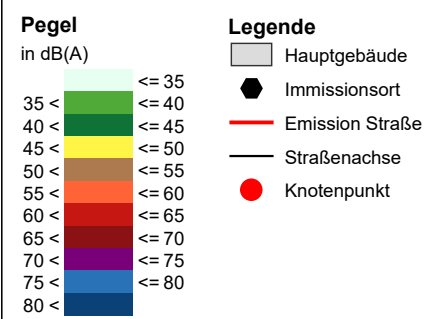 Pegel
in dB(A)
<= 35
35 < <= 40
40 < <= 45
45 < <= 50
50 < <= 55
55 < <= 60
60 < <= 65
65 < <= 70
70 < <= 75
75 < <= 80
80 <
Legende
Hauptgebäude
Immissionsort
Emission Straße
Straßenachse
Knotenpunkt